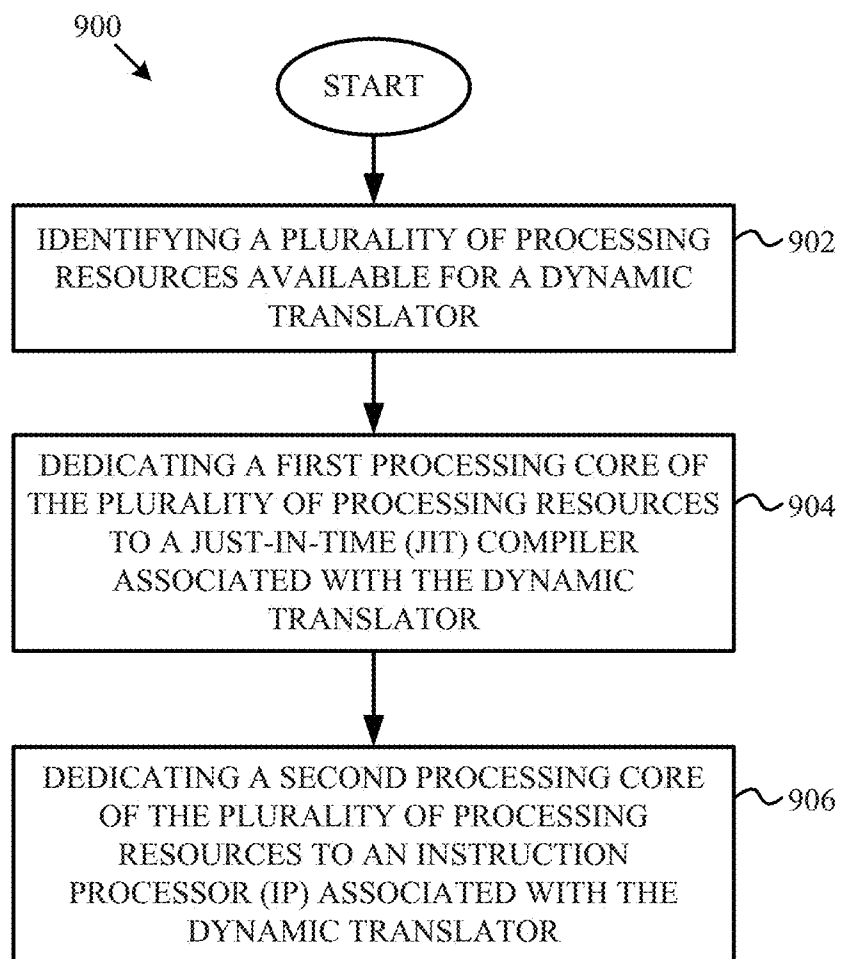 900
START
IDENTIFYING A PLURALITY OF PROCESSING
RESOURCES AVAILABLE FOR A DYNAMIC
TRANSLATOR
902
DEDICATING A FIRST PROCESSING CORE OF
THE PLURALITY OF PROCESSING RESOURCES
TO A JUST-IN-TIME (JIT) COMPILER
ASSOCIATED WITH THE DYNAMIC
TRANSLATOR
904
DEDICATING A SECOND PROCESSING CORE
OF THE PLURALITY OF PROCESSING
RESOURCES TO AN INSTRUCTION
PROCESSOR (IP) ASSOCIATED WITH THE
DYNAMIC TRANSLATOR
906